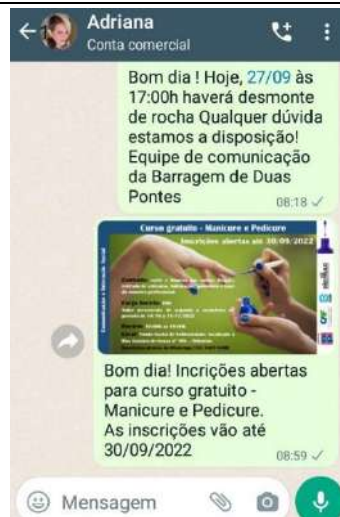 Adriana
Conta comercial
Bom dia ! Hoje, 27/09 às
17:00h haverá desmonte
de rocha Qualquer dúvida
estamos a disposição!
Equipe de comunicação
da Barragem de Duas
Pontes
08:18
Curso gratuito - Manicure e Pedicure
Inscrições abertas até 30/09/2022
Bom dia! Incrições abertas
para curso gratuito -
Manicure e Pedicure.
As inscrições vão até
30/09/2022
08:59
Mensagem